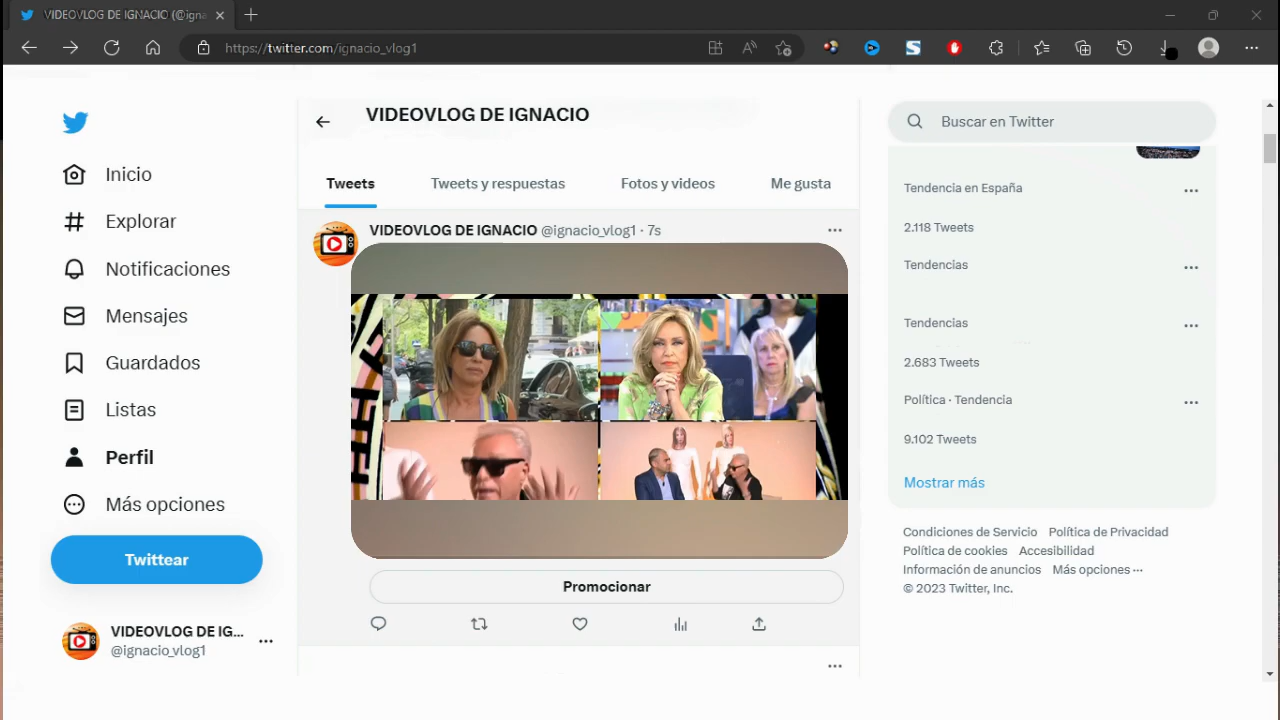 VIDEOVLOG DE IGNACIO (@igna
https://twitter.com/ignacio_vlog1
Inicio
Explorar
Notificaciones
Mensajes
Guardados
Listas
Perfil
Más opciones
Twittear
VIDEOVLOG DE IG...
@ignacio_vlog1
VIDEOVLOG DE IGNACIO
Tweets
Tweets y respuestas
Fotos y videos
Me gusta
VIDEOVLOG DE IGNACIO @ignacio_vlog1 · 7s
Promocionar
Buscar en Twitter
Tendencia en España
2.118 Tweets
Tendencias
Tendencias
2.683 Tweets
Política · Tendencia
9.102 Tweets
Mostrar más
Condiciones de Servicio Política de Privacidad
Política de cookies Accesibilidad
Información de anuncios Más opciones ···
© 2023 Twitter, Inc.